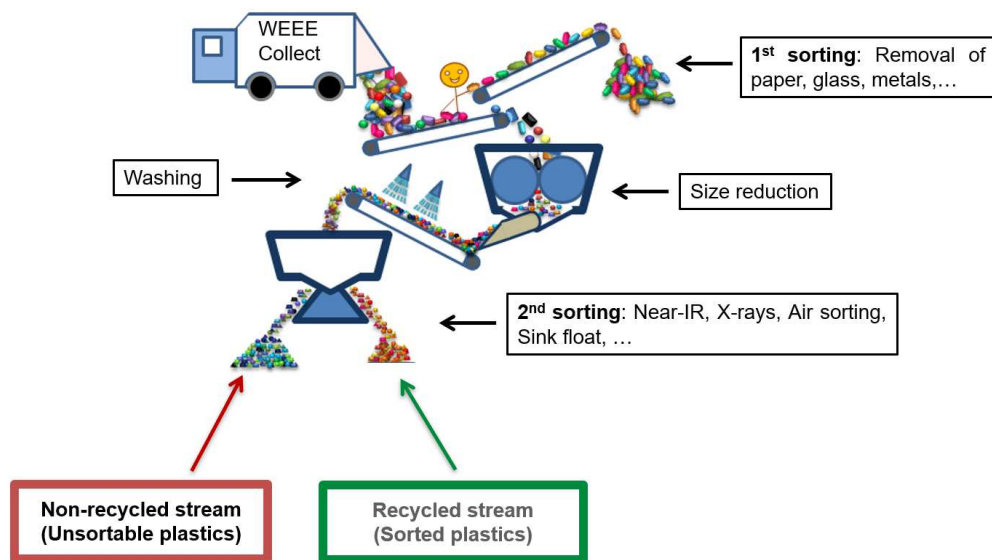 WEEE
Collect
1st sorting: Removal of
paper, glass, metals,…
Washing
Size reduction
2nd sorting: Near-IR, X-rays, Air sorting,
Sink float, …
Non-recycled stream
(Unsortable plastics)
Recycled stream
(Sorted plastics)